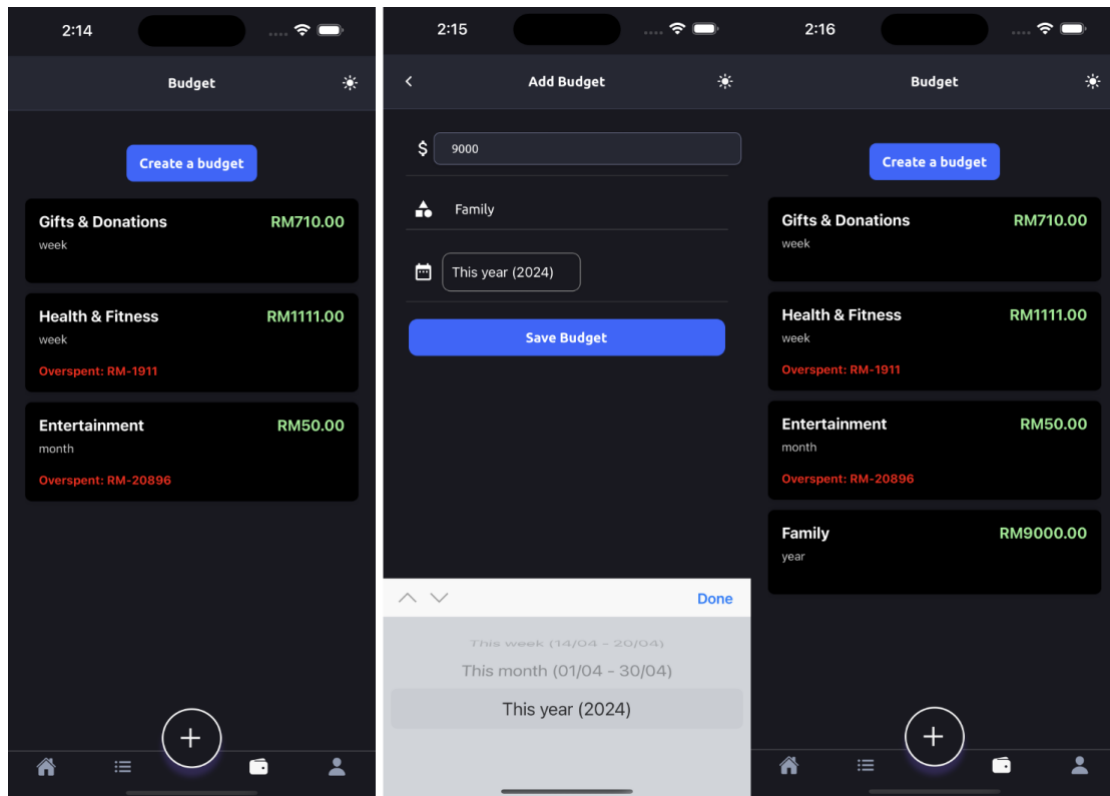 2:14
Budget
Create a budget
Gifts & Donations
RM710.00
week
Health & Fitness
RM1111.00
week
Overspent: RM-1911
Entertainment
RM50.00
month
Overspent: RM-20896
2:15
Add Budget
$
9000
Family
This year (2024)
Save Budget
Done
This week (14/04 - 20/04)
This month (01/04 - 30/04)
This year (2024)
2:16
Budget
Create a budget
Gifts & Donations
RM710.00
week
Health & Fitness
RM1111.00
week
Overspent: RM-1911
Entertainment
RM50.00
month
Overspent: RM-20896
Family
RM9000.00
year